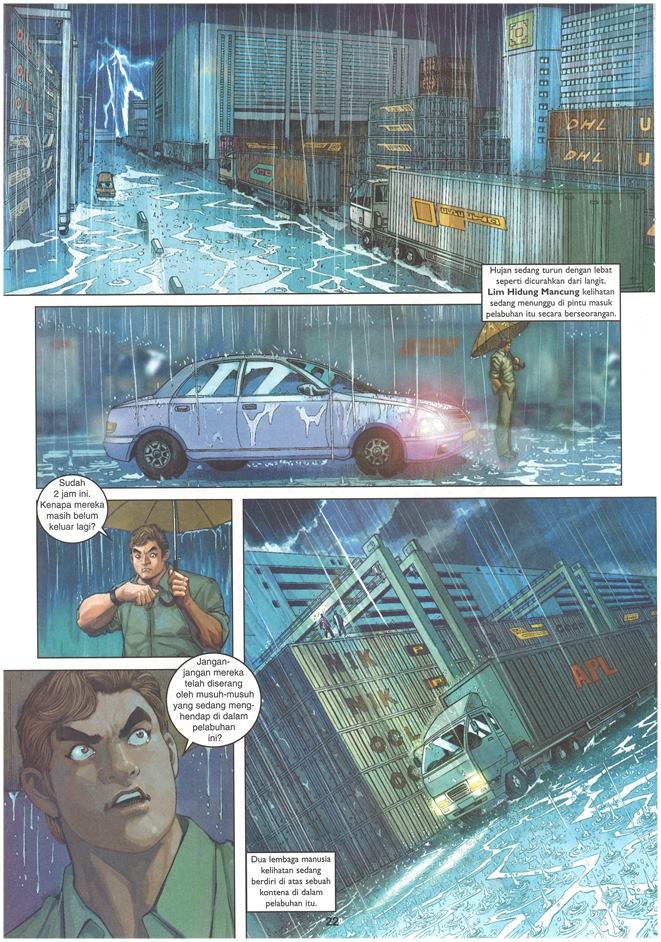 DHL
U
DHL
U
Hujan sedang turun dengan lebat
seperti dicurahkan dari langit.
Lim Hidung Mancung kelihatan
sedang menunggu di pintu masuk
pelabuhan itu secara berseorangan.
Sudah
2 jam ini.
Kenapa mereka
masih belum
keluar lagi?
Jangan-
jangan mereka
telah diserang
oleh musuh-musuh
yang sedang meng-
hendap di dalam
pelabuhan
ini?
APL
Dua lembaga manusia
kelihatan sedang
berdiri di atas sebuah
kontena di dalam
pelabuhan itu.
22